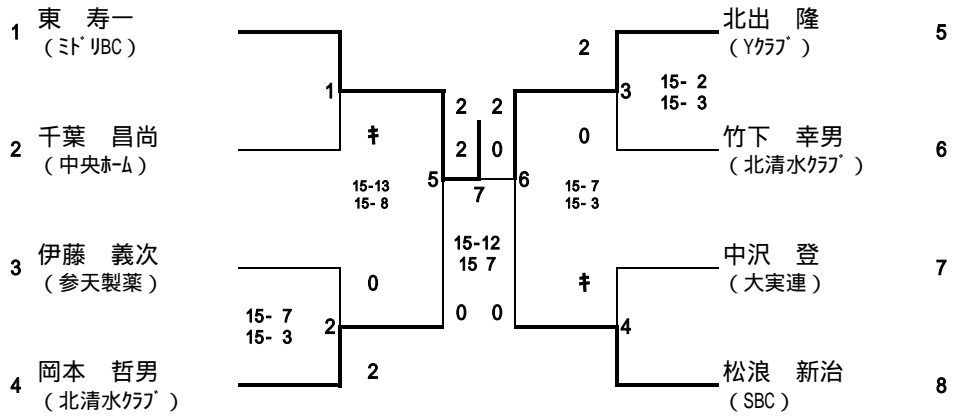 1 東 寿一
(ミドリBC)
2 千葉 昌尚
(中央ホーム)
3 伊藤 義次
(参天製薬)
4 岡本 哲男
(北清水クラブ)
1
キ
15-13
15- 8
0
15- 7
15- 3
2
2
5
2 2
2 0
7
15-12
15 7
0 0
6
2
3
15- 2
15- 3
0
15- 7
15- 3
キ
4
北出 隆 5
(Yクラブ)
竹下 幸男 6
(北清水クラブ)
中沢 登 7
(大実連)
松浪 新治 8
(SBC)